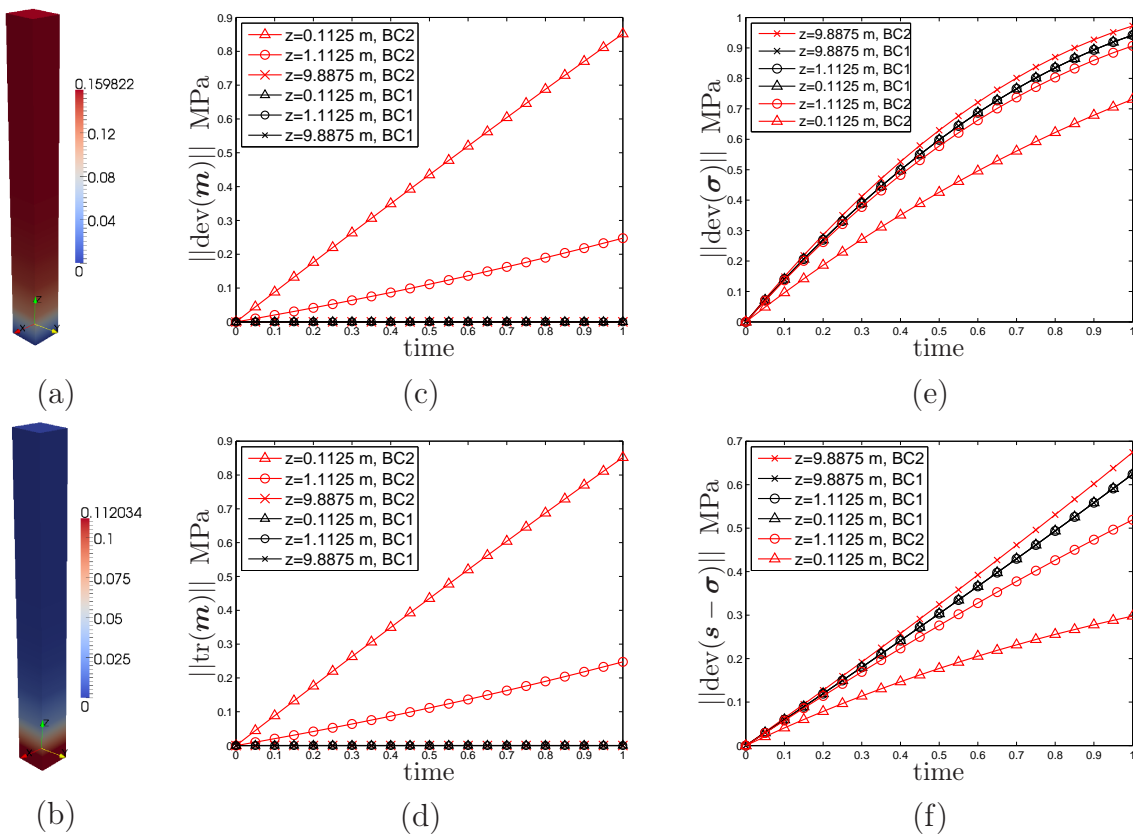 0.159822
0.12
0.08
0.04
0
Z
X
Y
(a)
||dev(m)|| MPa
0.9
0.8
0.7
0.6
0.5
0.4
0.3
0.2
0.1
0
z=0.1125 m, BC2
z=1.1125 m, BC2
z=9.8875 m, BC2
z=0.1125 m, BC1
z=1.1125 m, BC1
z=9.8875 m, BC1
0 0.1 0.2 0.3 0.4 0.5 0.6 0.7 0.8 0.9 1
time
(c)
||dev(σ)|| MPa
1
0.9
0.8
0.7
0.6
0.5
0.4
0.3
0.2
0.1
0
z=9.8875 m, BC2
z=9.8875 m, BC1
z=1.1125 m, BC1
z=0.1125 m, BC1
z=1.1125 m, BC2
z=0.1125 m, BC2
0 0.1 0.2 0.3 0.4 0.5 0.6 0.7 0.8 0.9 1
time
(e)
0.112034
0.1
0.075
0.05
0.025
0
Z
X
Y
(b)
||tr(m)|| MPa
0.9
0.8
0.7
0.6
0.5
0.4
0.3
0.2
0.1
0
z=0.1125 m, BC2
z=1.1125 m, BC2
z=9.8875 m, BC2
z=0.1125 m, BC1
z=1.1125 m, BC1
z=9.8875 m, BC1
0 0.1 0.2 0.3 0.4 0.5 0.6 0.7 0.8 0.9 1
time
(d)
||dev(s − σ)|| MPa
0.7
0.6
0.5
0.4
0.3
0.2
0.1
0
z=9.8875 m, BC2
z=9.8875 m, BC1
z=1.1125 m, BC1
z=0.1125 m, BC1
z=1.1125 m, BC2
z=0.1125 m, BC2
0 0.1 0.2 0.3 0.4 0.5 0.6 0.7 0.8 0.9 1
time
(f)